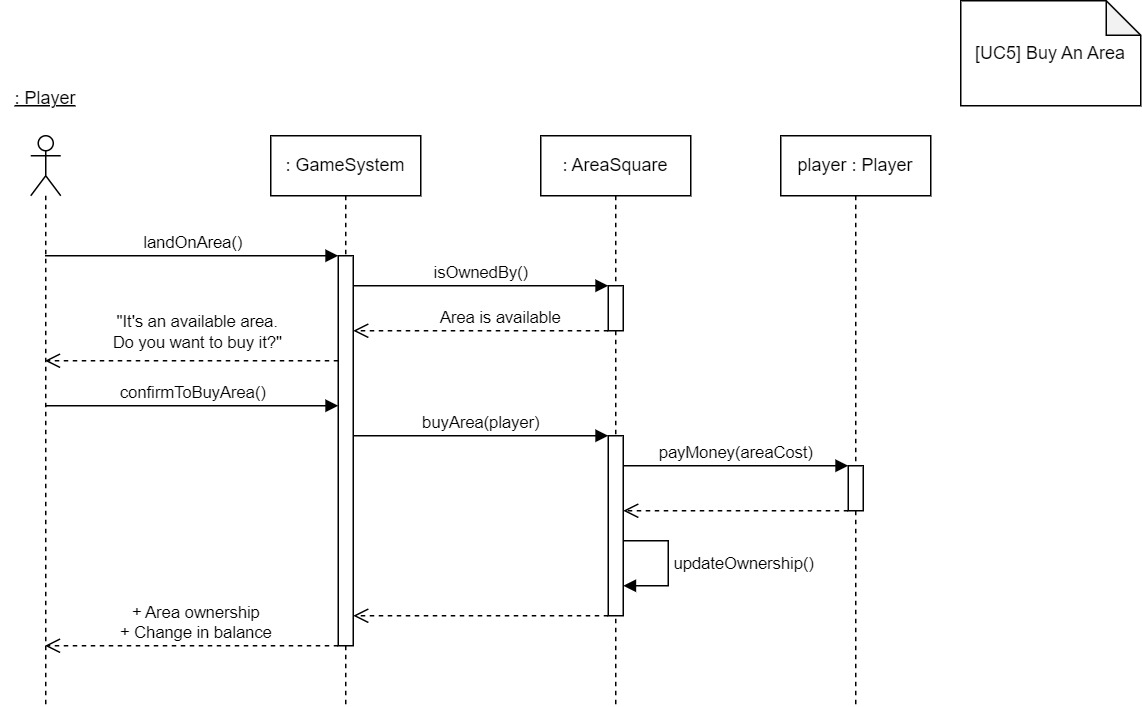 [UC5] Buy An Area
: Player
: GameSystem
: AreaSquare
player : Player
landOnArea()
isOwnedBy()
Area is available
"It's an available area.
Do you want to buy it?"
confirmToBuyArea()
buyArea(player)
payMoney(areaCost)
updateOwnership()
+ Area ownership
+ Change in balance